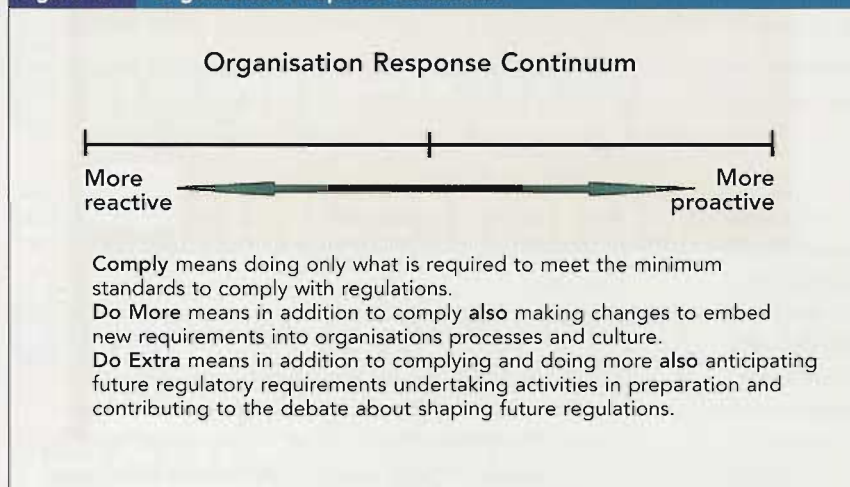 Organisation Response Continuum
More
reactive
More
proactive
Comply means doing only what is required to meet the minimum
standards to comply with regulations.
Do More means in addition to comply also making changes to embed
new requirements into organisations processes and culture.
Do Extra means in addition to complying and doing more also anticipating
future regulatory requirements undertaking activities in preparation and
contributing to the debate about shaping future regulations.